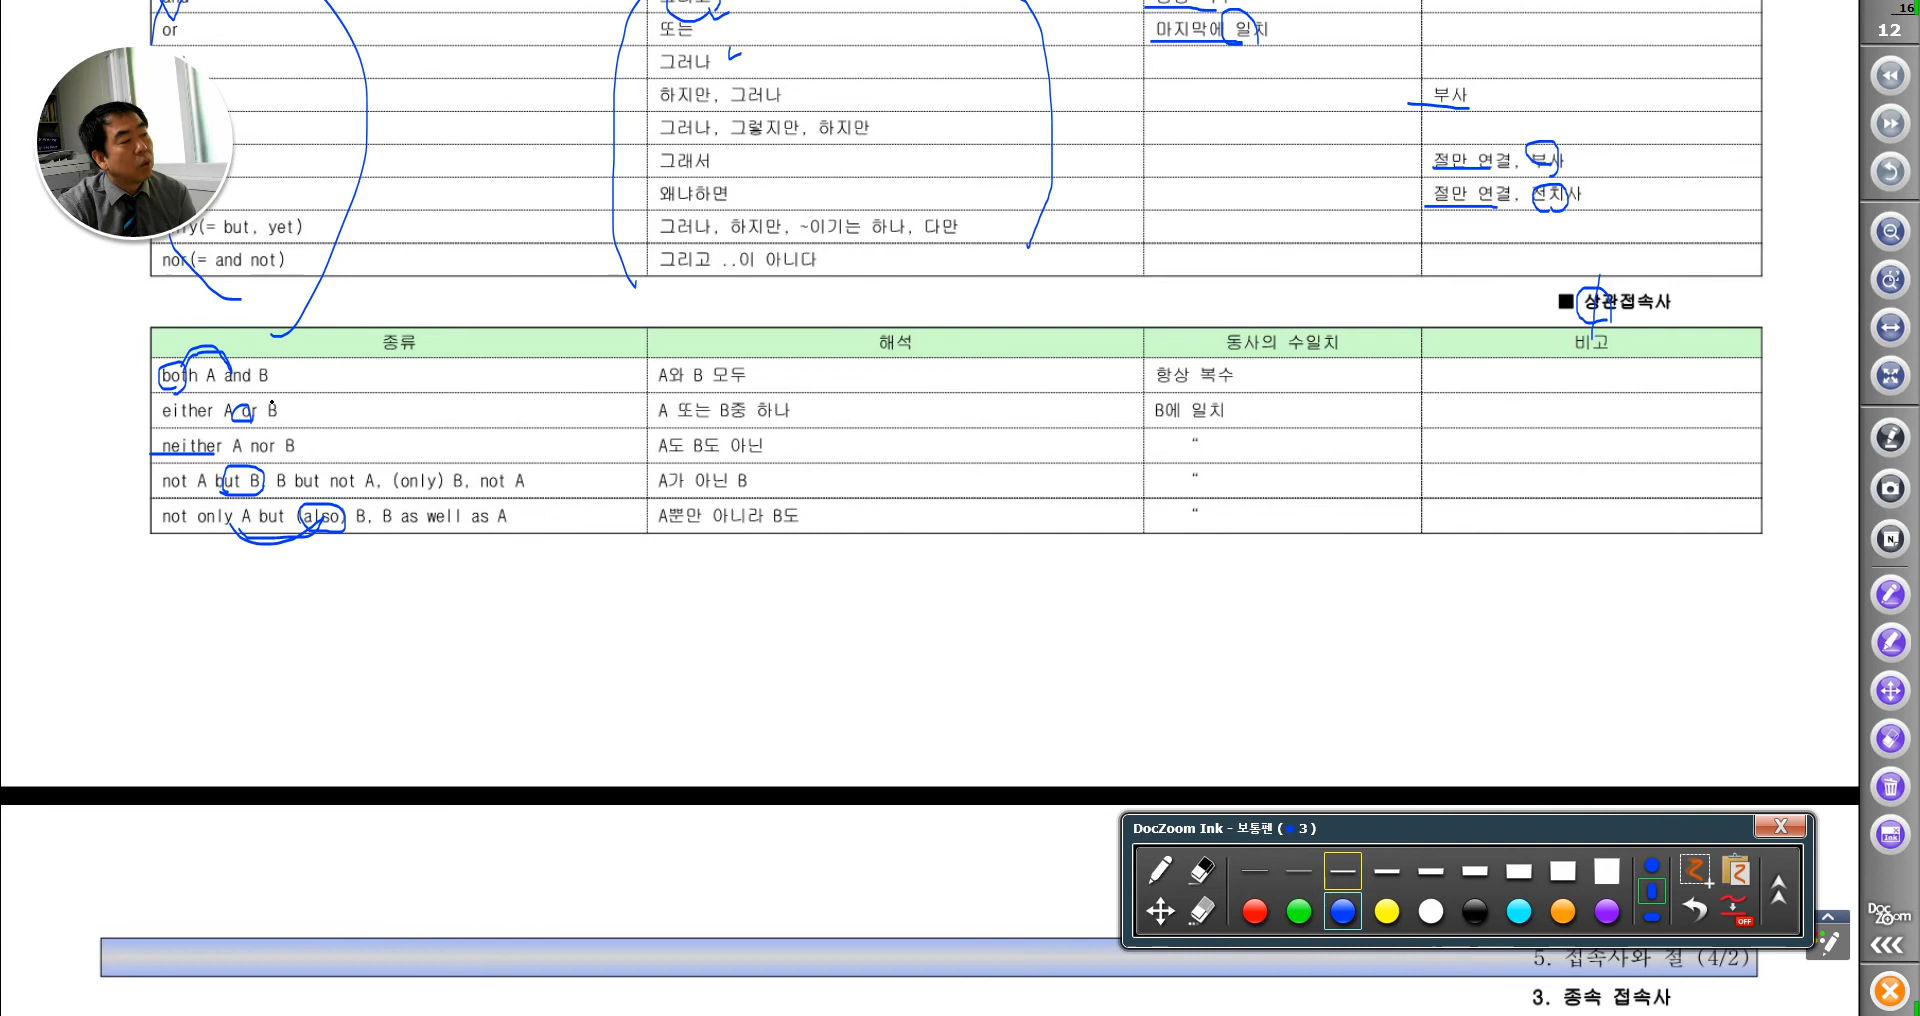 16
12
or 또는 마지막에 일치
그러나
하지만, 그러나 부사
그러나, 그렇지만, 하지만
그래서 절만 연결, 부사
왜냐하면 절만 연결, 전치사
(= but, yet) 그러나, 하지만, ~이기는 하나, 다만
nor(= and not) 그리고 ..이 아니다
■ 상관접속사
종류 해석 동사의 수일치 비고
both A and B A와 B 모두 항상 복수
either A or B A 또는 B중 하나 B에 일치
neither A nor B A도 B도 아닌 “
not A but B, B but not A, (only) B, not A A가 아닌 B “
not only A but (also) B, B as well as A A뿐만 아니라 B도 “
DocZoom Ink - 보통펜 ( 3 )
OFF
N
Ink
Doc Zoom
5. 접속사와 절 (4/2)
3. 종속 접속사